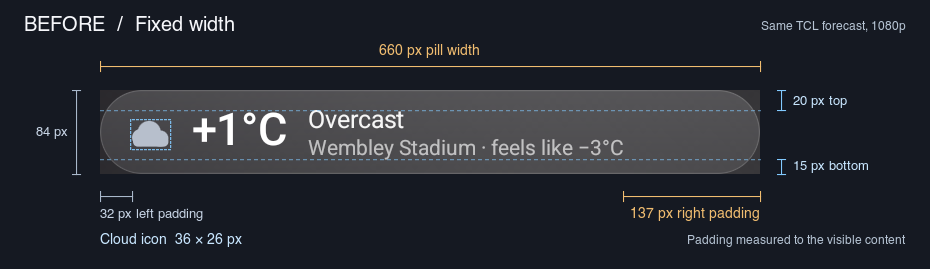 BEFORE / Fixed width
Same TCL forecast, 1080p
660 px pill width
20 px top
84 px
+1°C
Overcast
Wembley Stadium · feels like −3°C
15 px bottom
32 px left padding
137 px right padding
Cloud icon 36 × 26 px
Padding measured to the visible content